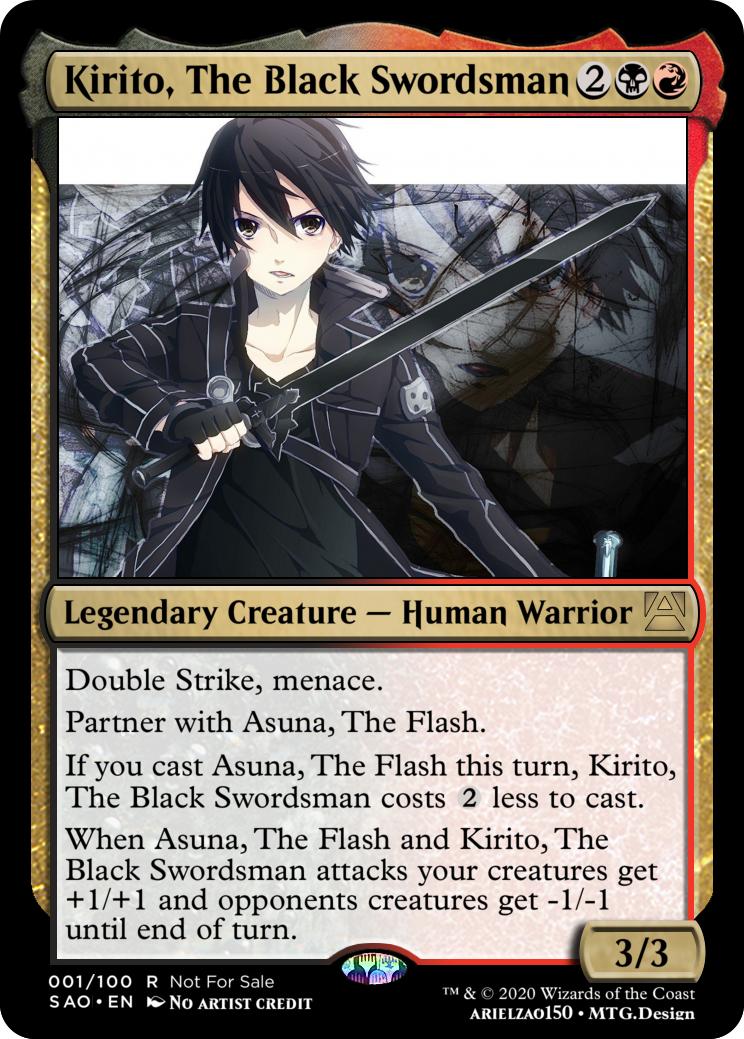 Kirito, The Black Swordsman 2
Legendary Creature — Human Warrior
Double Strike, menace.
Partner with Asuna, The Flash.
If you cast Asuna, The Flash this turn, Kirito,
The Black Swordsman costs 2 less to cast.
When Asuna, The Flash and Kirito, The
Black Swordsman attacks your creatures get
+1/+1 and opponents creatures get -1/-1
until end of turn.
3/3
001/100 R Not For Sale
SAO • EN No artist credit
™ & © 2020 Wizards of the Coast
arielzao150 • MTG.Design